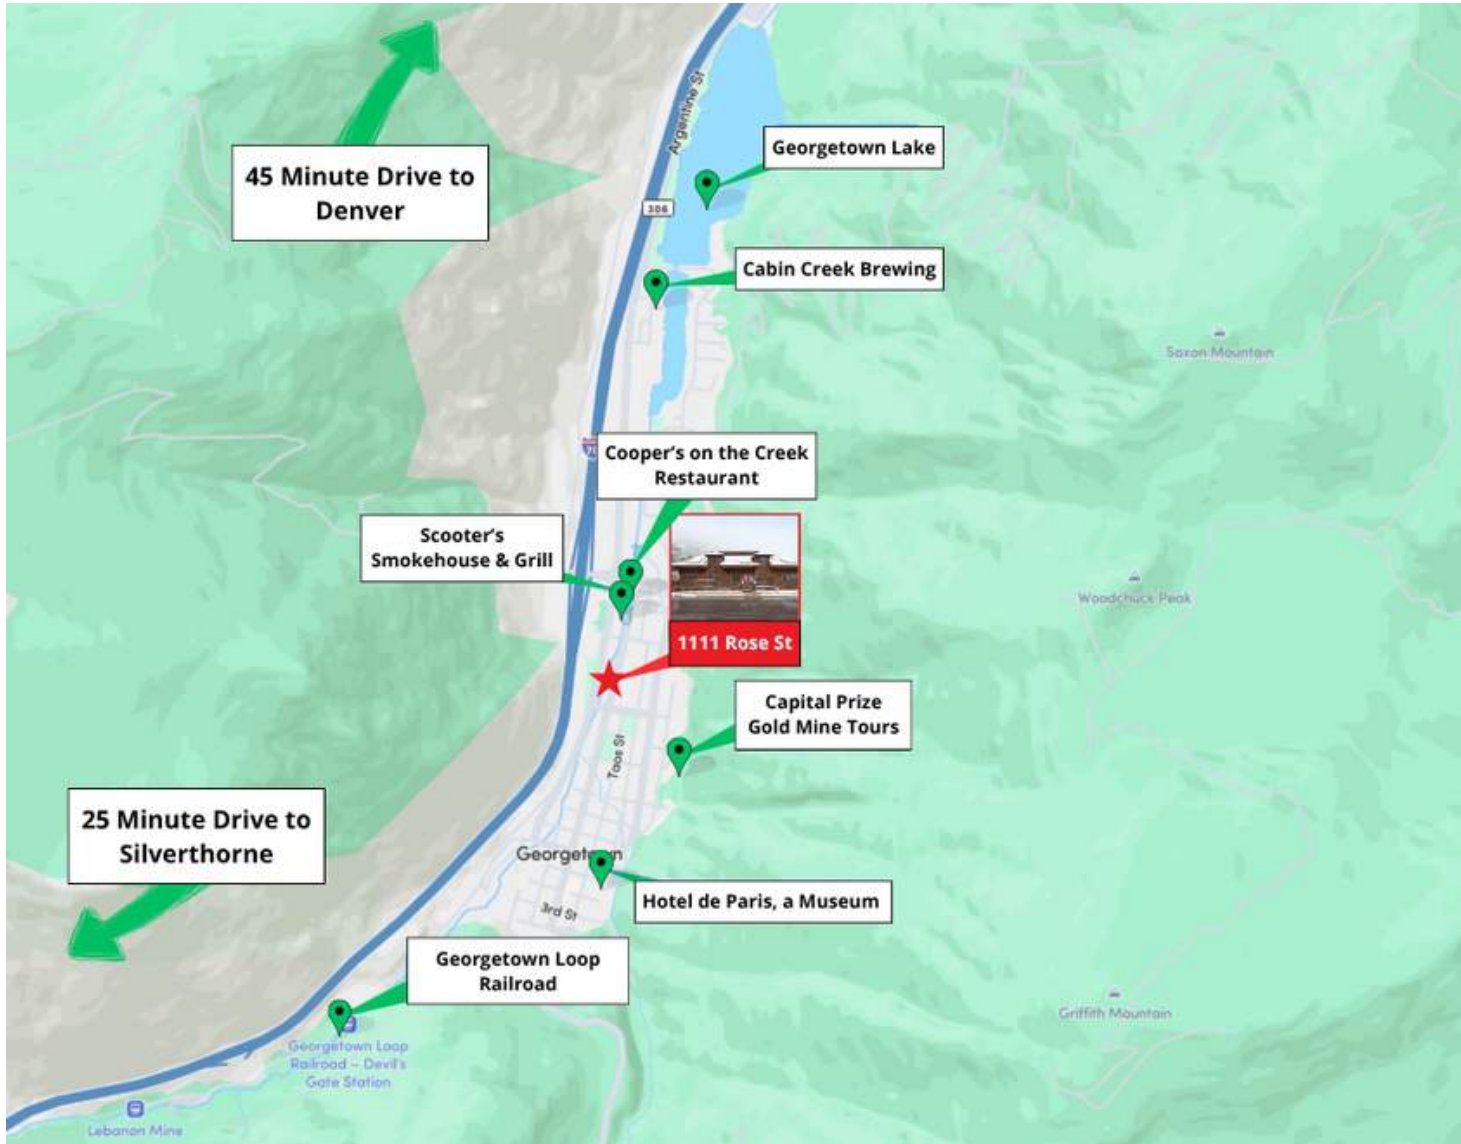 Argentine St
Georgetown Lake
45 Minute Drive to
Denver
306
Cabin Creek Brewing
Saxon Mountain
70
Cooper's on the Creek
Restaurant
Scooter's
Smokehouse & Grill
Woodchuck Peak
1111 Rose St
Capital Prize
Gold Mine Tours
Taos St
25 Minute Drive to
Silverthorne
Georgetown
Hotel de Paris, a Museum
3rd St
Georgetown Loop
Railroad
Griffith Mountain
Georgetown Loop
Railroad – Devil's
Gate Station
Lebanon Mine